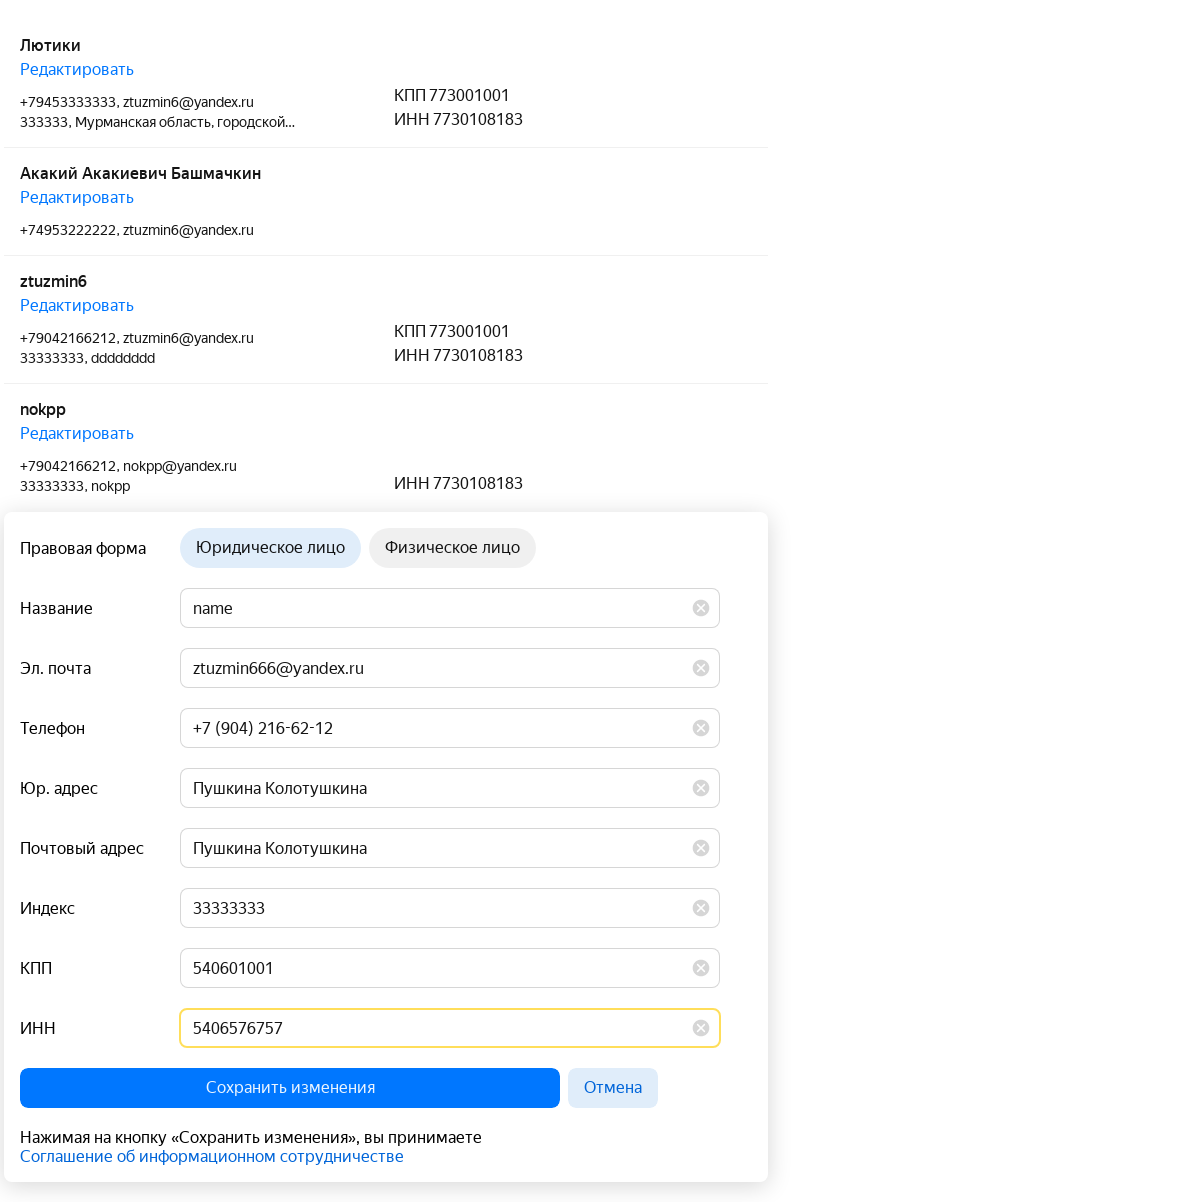 Лютики
Редактировать
+79453333333, ztuzmin6@yandex.ru
333333, Мурманская область, городской...
КПП 773001001
ИНН 7730108183
Акакий Акакиевич Башмачкин
Редактировать
+74953222222, ztuzmin6@yandex.ru
ztuzmin6
Редактировать
+79042166212, ztuzmin6@yandex.ru
33333333, dddddddd
КПП 773001001
ИНН 7730108183
nokpp
Редактировать
+79042166212, nokpp@yandex.ru
33333333, nokpp
ИНН 7730108183
Правовая форма Юридическое лицо Физическое лицо
Название name
Эл. почта ztuzmin666@yandex.ru
Телефон +7 (904) 216-62-12
Юр. адрес Пушкина Колотушкина
Почтовый адрес Пушкина Колотушкина
Индекс 33333333
КПП 540601001
ИНН 5406576757
Сохранить изменения Отмена
Нажимая на кнопку «Сохранить изменения», вы принимаете
Соглашение об информационном сотрудничестве